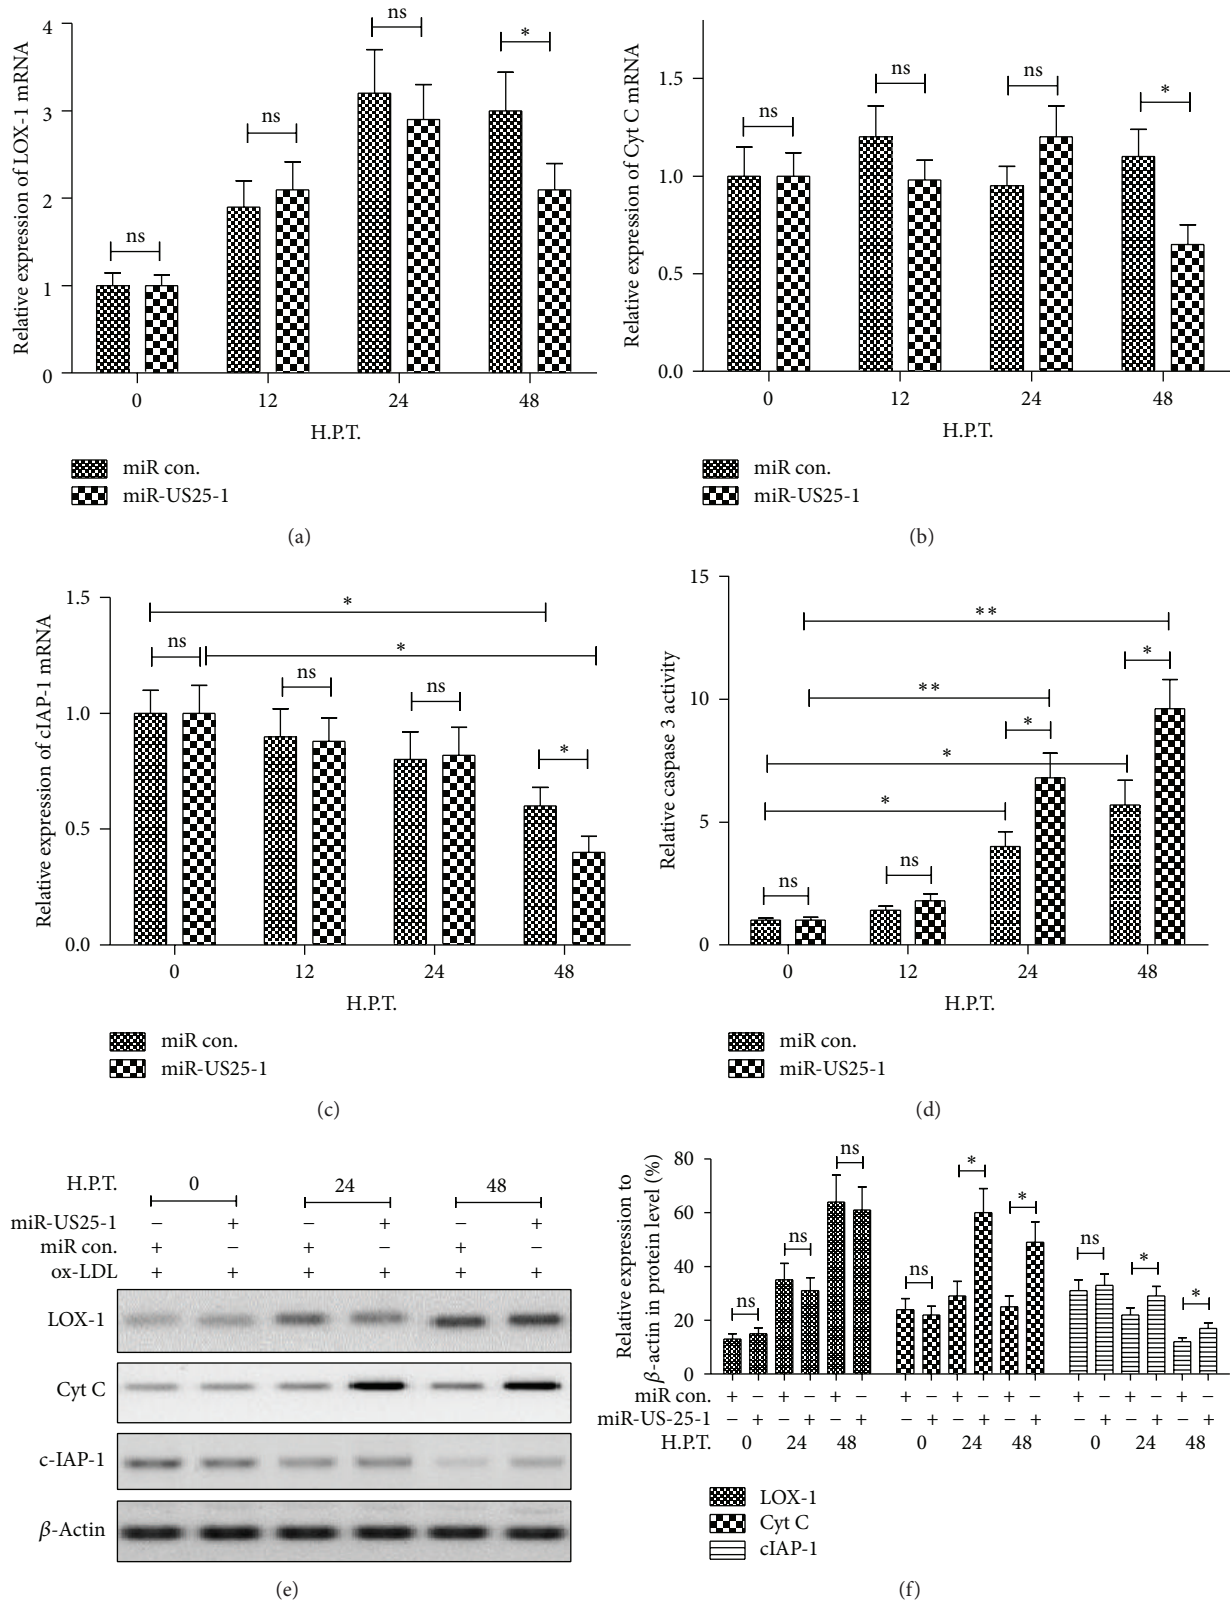 Relative expression of LOX-1 mRNA
4
3
2
1
0
ns
ns
ns
*
0 12 24 48
H.P.T.
miR con.
miR-US25-1
(a)
Relative expression of Cyt C mRNA
1.5
1.0
0.5
0.0
ns
ns
ns
*
0 12 24 48
H.P.T.
miR con.
miR-US25-1
(b)
Relative expression of cIAP-1 mRNA
1.5
1.0
0.5
0.0
*
*
ns
ns
ns
*
0 12 24 48
H.P.T.
miR con.
miR-US25-1
(c)
Relative caspase 3 activity
15
10
5
0
**
*
**
*
*
*
ns
ns
0 12 24 48
H.P.T.
miR con.
miR-US25-1
(d)
H.P.T. 0 24 48
miR-US25-1 − + − + − +
miR con. + − + − + −
ox-LDL + + + + + +
LOX-1
Cyt C
c-IAP-1
β-Actin
(e)
Relative expression to
β-actin in protein level (%)
80
60
40
20
0
ns ns ns
ns * *
ns * *
miR con. + − + − + − + − + − + − + − + − + −
miR-US-25-1 − + − + − + − + − + − + − + − + − +
H.P.T. 0 24 48 0 24 48 0 24 48
LOX-1
Cyt C
cIAP-1
(f)